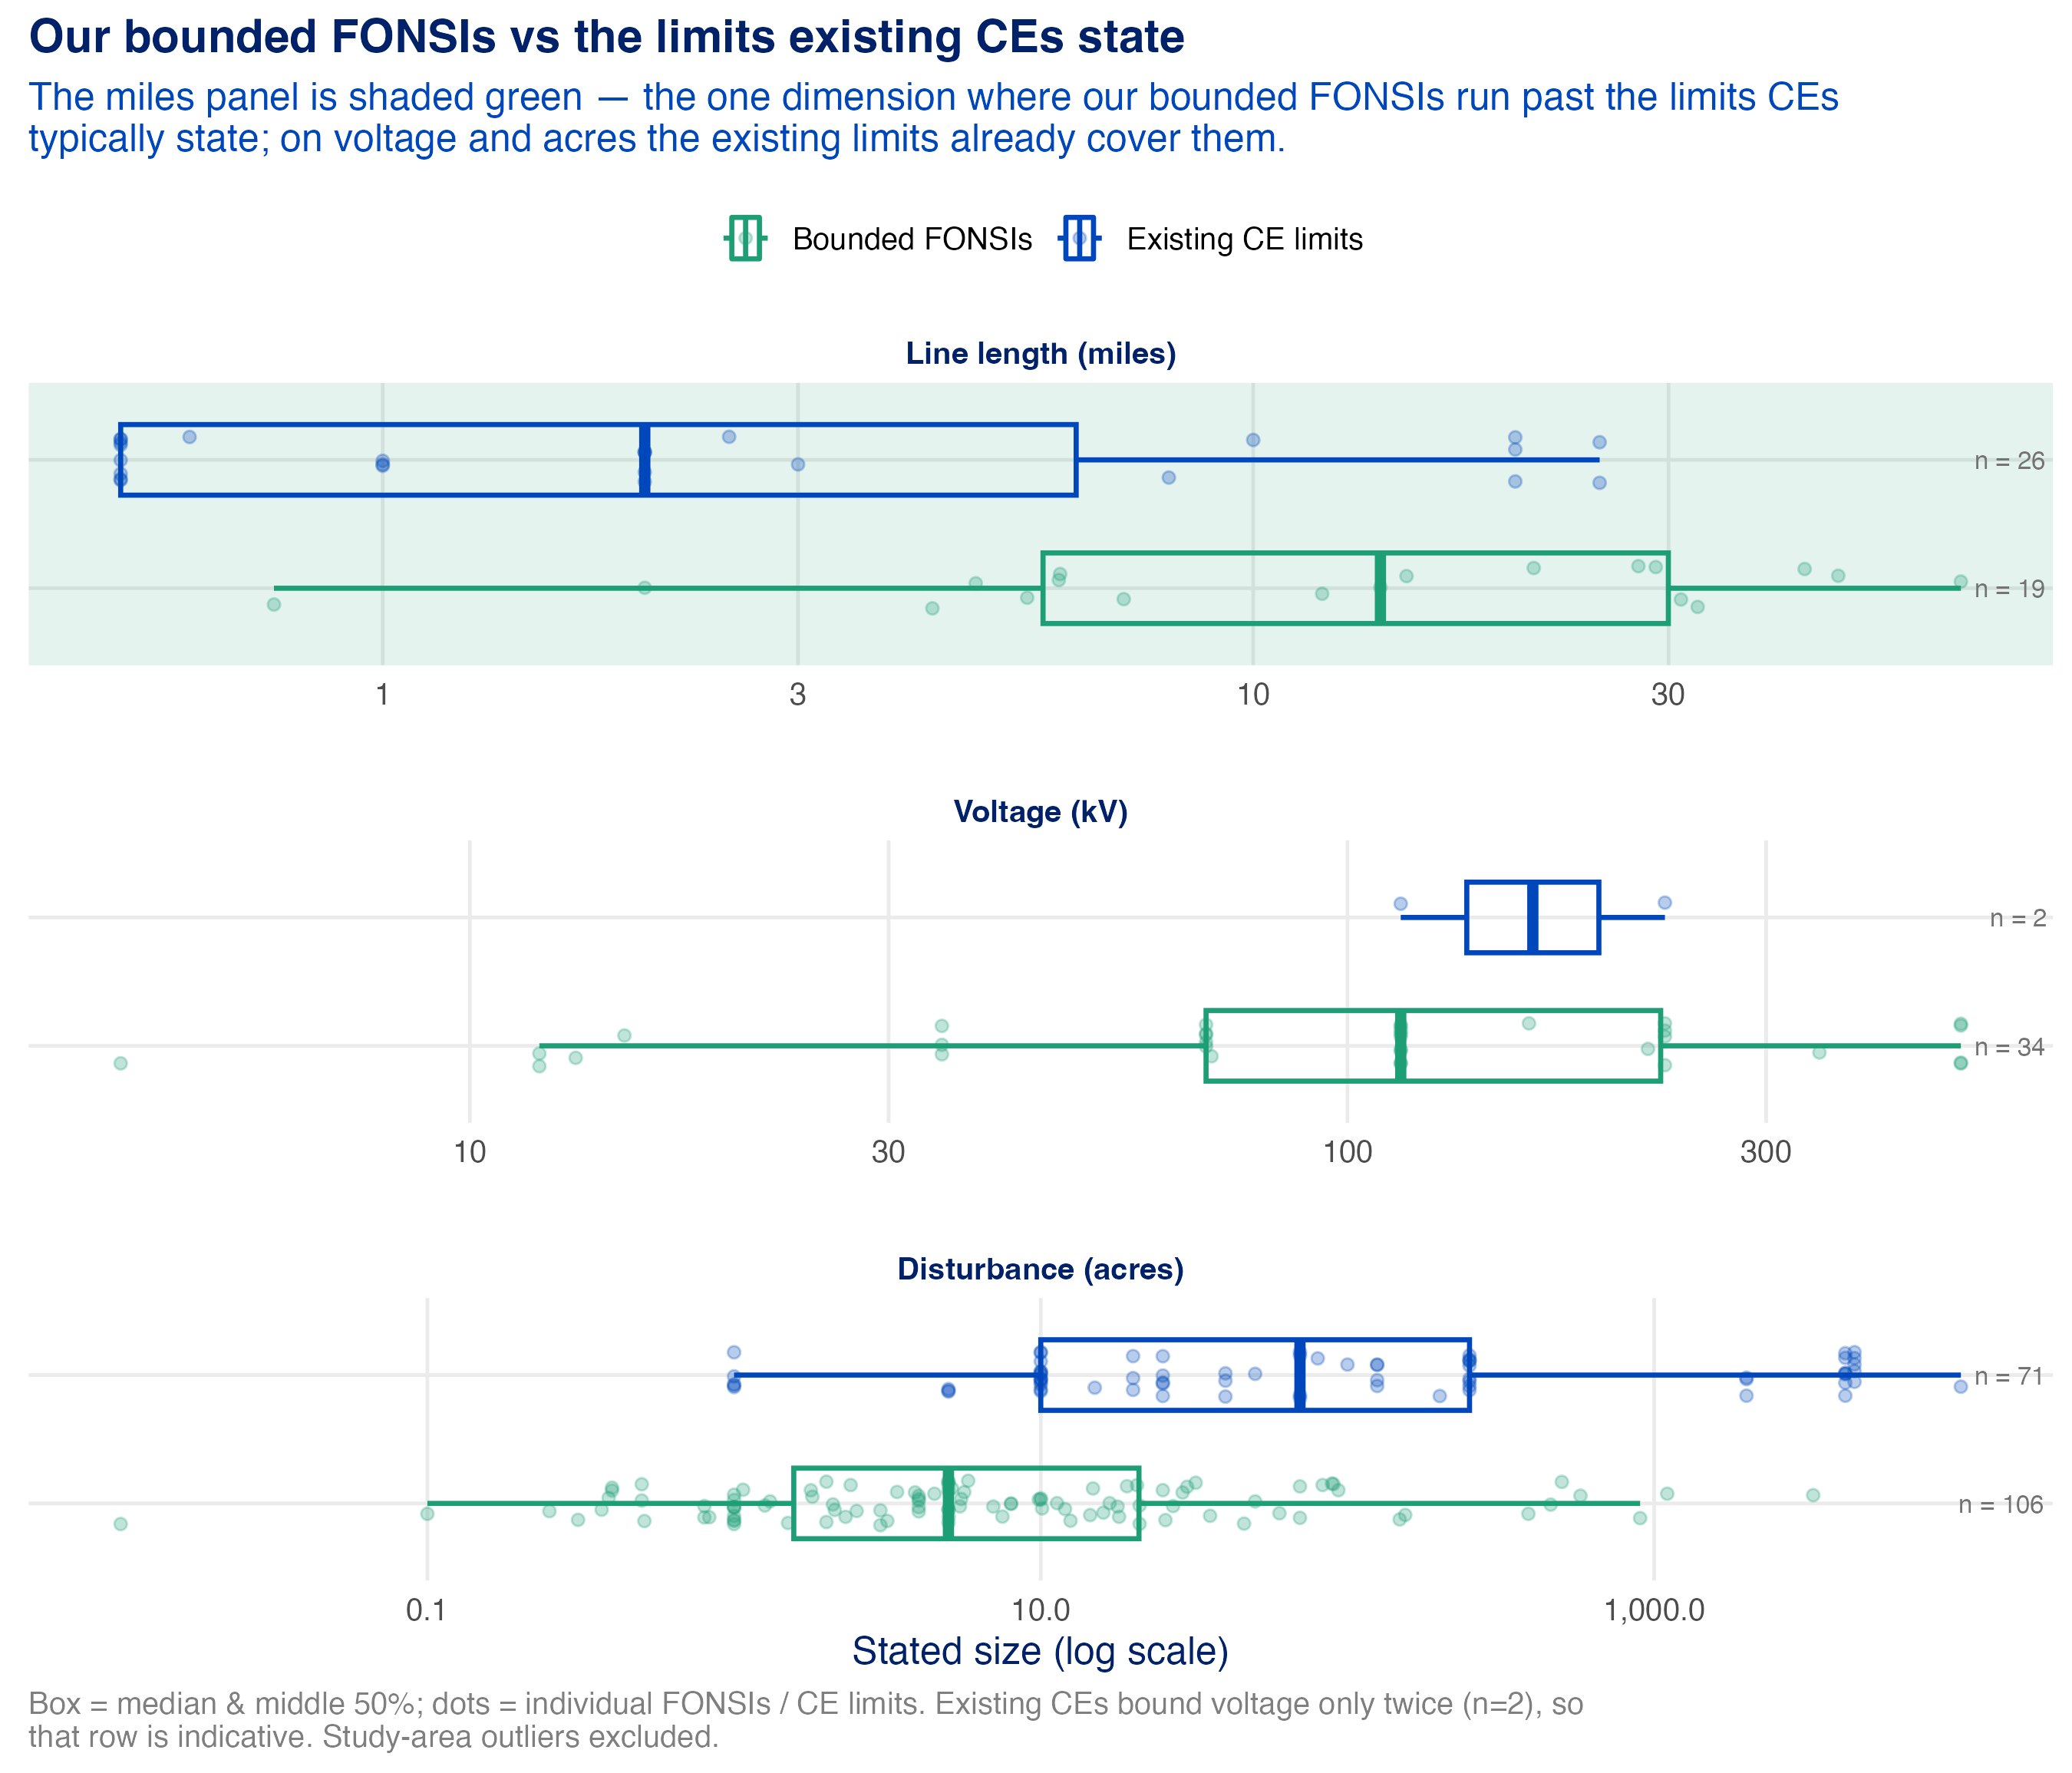 Our bounded FONSIs vs the limits existing CEs state
The miles panel is shaded green — the one dimension where our bounded FONSIs run past the limits CEs
typically state; on voltage and acres the existing limits already cover them.
Bounded FONSIs
Existing CE limits
Line length (miles)
n = 26
n = 19
1
3
10
30
Voltage (kV)
n = 2
n = 34
10
30
100
300
Disturbance (acres)
n = 71
n = 106
0.1
10.0
1,000.0
Stated size (log scale)
Box = median & middle 50%; dots = individual FONSIs / CE limits. Existing CEs bound voltage only twice (n=2), so
that row is indicative. Study-area outliers excluded.